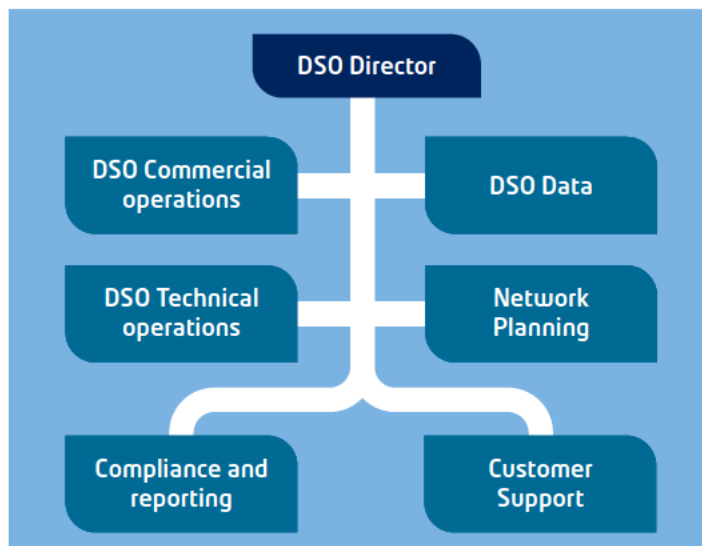 DSO Director
DSO Commercial
operations
DSO Data
DSO Technical
operations
Network
Planning
Compliance and
reporting
Customer
Support